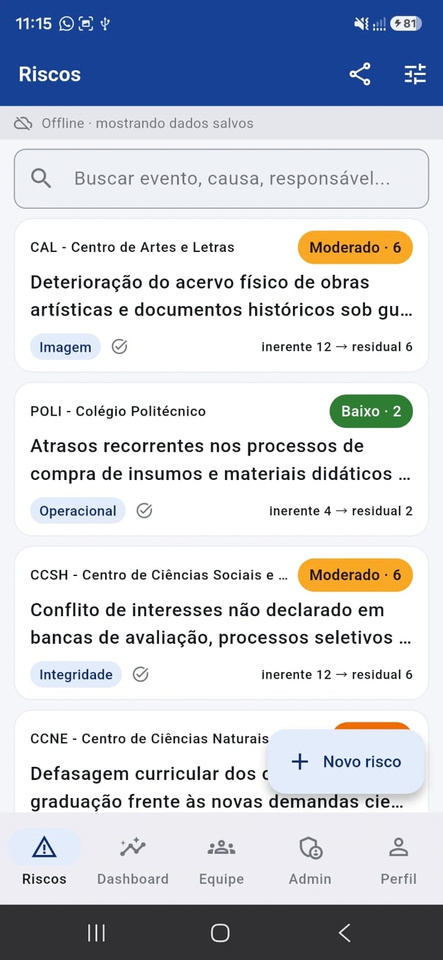 11:15
81
Riscos
Offline · mostrando dados salvos
Buscar evento, causa, responsável...
CAL - Centro de Artes e Letras
Moderado · 6
Deterioração do acervo físico de obras
artísticas e documentos históricos sob gu...
Imagem
inerente 12 → residual 6
POLI - Colégio Politécnico
Baixo · 2
Atrasos recorrentes nos processos de
compra de insumos e materiais didáticos ...
Operacional
inerente 4 → residual 2
CCSH - Centro de Ciências Sociais e ...
Moderado · 6
Conflito de interesses não declarado em
bancas de avaliação, processos seletivos ...
Integridade
inerente 12 → residual 6
CCNE - Centro de Ciências Naturais
Defasagem curricular dos
graduação frente às novas demandas cie...
+ Novo risco
Riscos
Dashboard
Equipe
Admin
Perfil